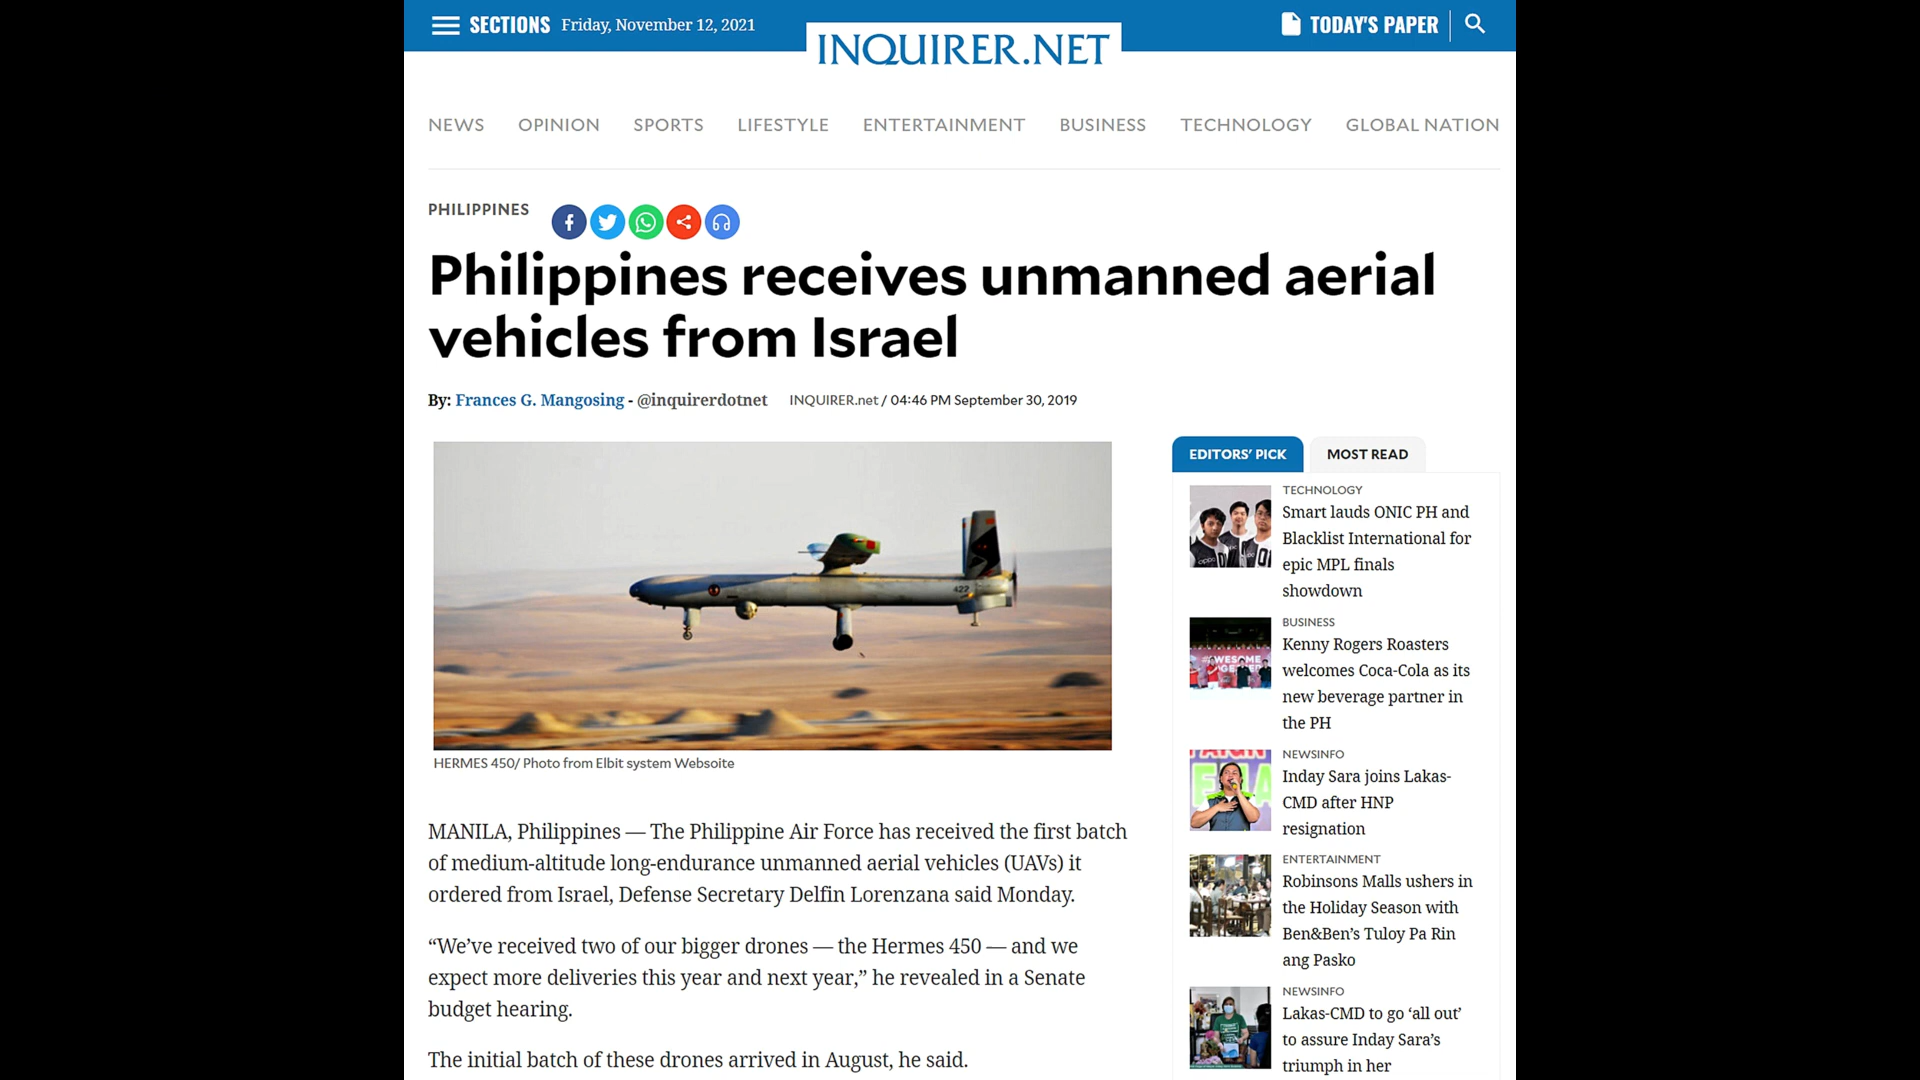 SECTIONS Friday, November 12, 2021
INQUIRER.NET
TODAY'S PAPER
NEWS OPINION SPORTS LIFESTYLE ENTERTAINMENT BUSINESS TECHNOLOGY GLOBAL NATION
PHILIPPINES
Philippines receives unmanned aerial
vehicles from Israel
By: Frances G. Mangosing - @inquirerdotnet INQUIRER.net / 04:46 PM September 30, 2019
422
HERMES 450/ Photo from Elbit system Websoite
MANILA, Philippines — The Philippine Air Force has received the first batch
of medium-altitude long-endurance unmanned aerial vehicles (UAVs) it
ordered from Israel, Defense Secretary Delfin Lorenzana said Monday.
“We’ve received two of our bigger drones — the Hermes 450 — and we
expect more deliveries this year and next year,” he revealed in a Senate
budget hearing.
The initial batch of these drones arrived in August, he said.
EDITORS’ PICK MOST READ
TECHNOLOGY
Smart lauds ONIC PH and
Blacklist International for
epic MPL finals
showdown
BUSINESS
Kenny Rogers Roasters
welcomes Coca-Cola as its
new beverage partner in
the PH
NEWSINFO
Inday Sara joins Lakas-
CMD after HNP
resignation
ENTERTAINMENT
Robinsons Malls ushers in
the Holiday Season with
Ben&Ben’s Tuloy Pa Rin
ang Pasko
NEWSINFO
Lakas-CMD to go ‘all out’
to assure Inday Sara’s
triumph in her